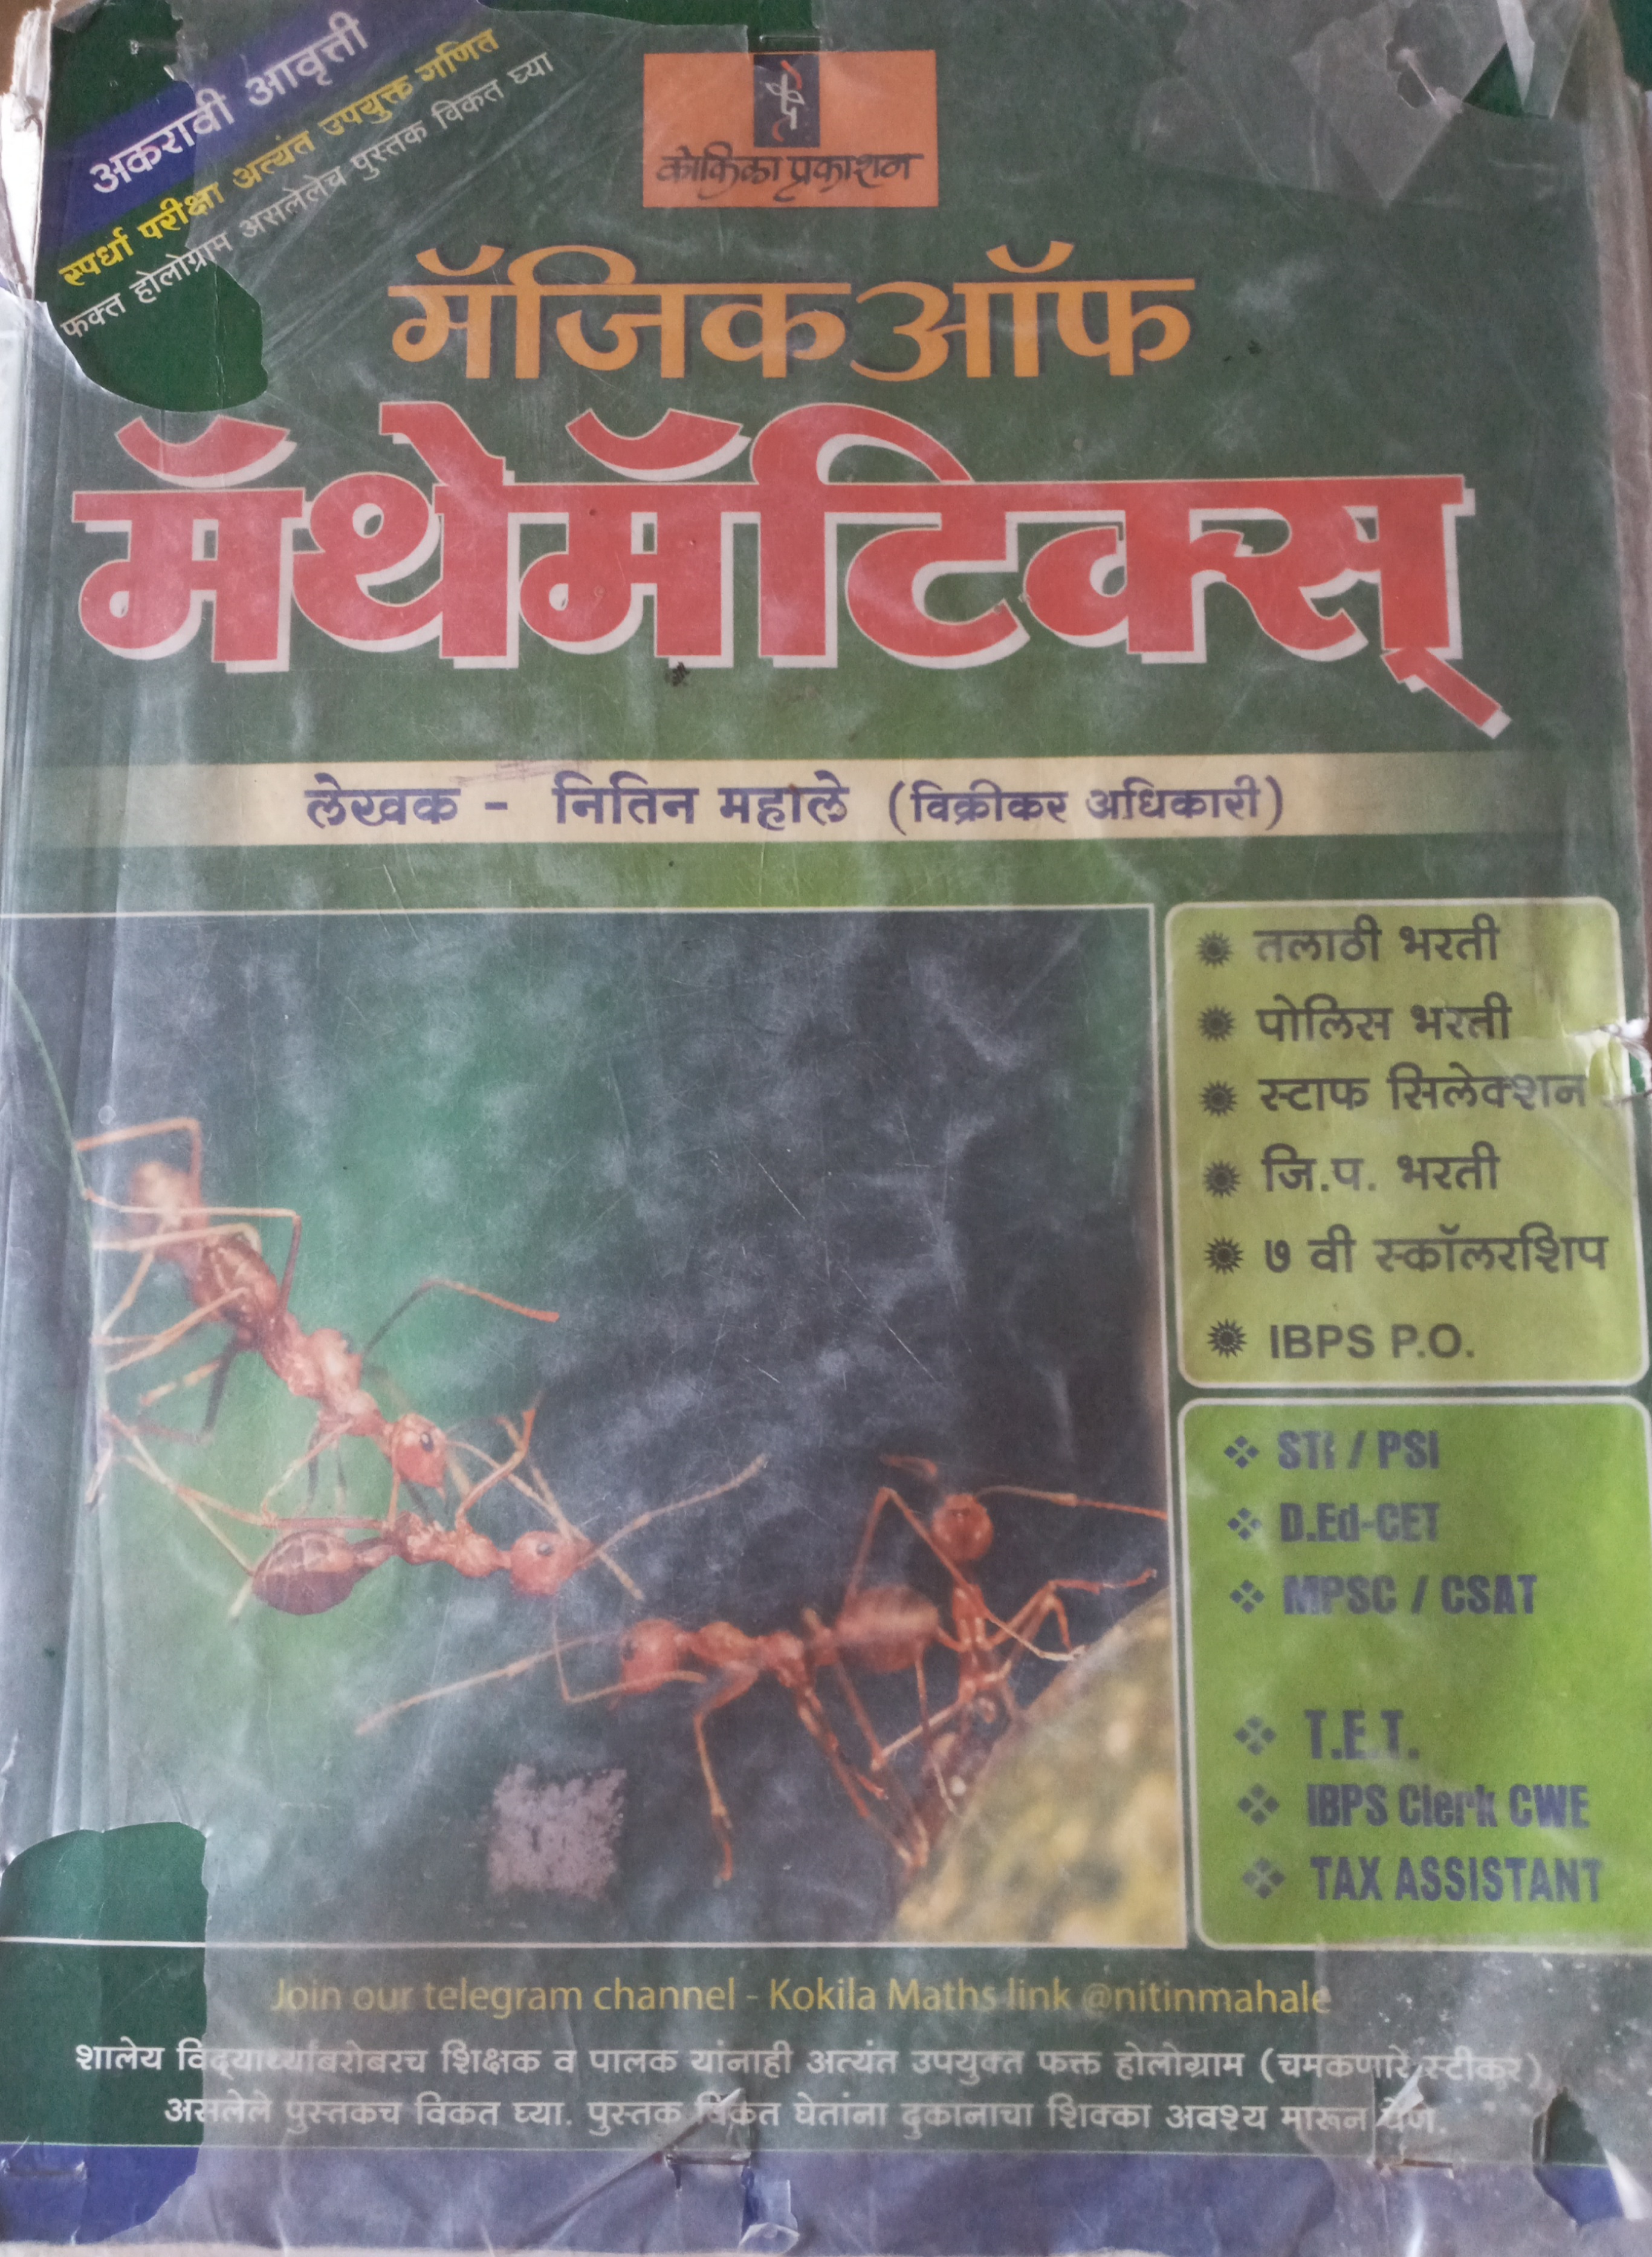 अकरावी आवृत्ती
स्पर्धा परीक्षा अत्यंत उपयुक्त गणित
फक्त होलोग्राम असलेलेच पुस्तक विकत घ्या
कोकिळा प्रकाशन
मॅजिक ऑफ
मॅथेमॅटिक्स्
लेखक - नितिन महाले (विक्रीकर अधिकारी)
तलाठी भरती
पोलिस भरती
स्टाफ सिलेक्शन
जि.प. भरती
७ वी स्कॉलरशिप
IBPS P.O.
STI / PSI
D.Ed-CET
MPSC / CSAT
T.E.T.
IBPS Clerk CWE
TAX ASSISTANT
Join our telegram channel - Kokila Maths link @nitinmahale
शालेय विद्यार्थ्यांबरोबरच शिक्षक व पालक यांनाही अत्यंत उपयुक्त फक्त होलोग्राम (चमकणारे स्टीकर)
असलेले पुस्तकच विकत घ्या. पुस्तक विकत घेतांना दुकानाचा शिक्का अवश्य मारून घेणे.